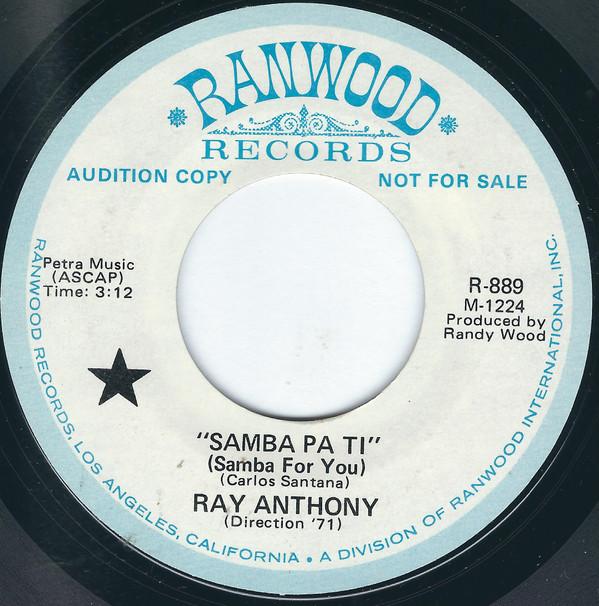 RANWOOD
RECORDS
AUDITION COPY
NOT FOR SALE
Petra Music
(ASCAP)
Time: 3:12
R-889
M-1224
Produced by
Randy Wood
"SAMBA PA TI"
(Samba For You)
(Carlos Santana)
RAY ANTHONY
(Direction '71)
RANWOOD RECORDS, LOS ANGELES, CALIFORNIA • A DIVISION OF RANWOOD INTERNATIONAL, INC.